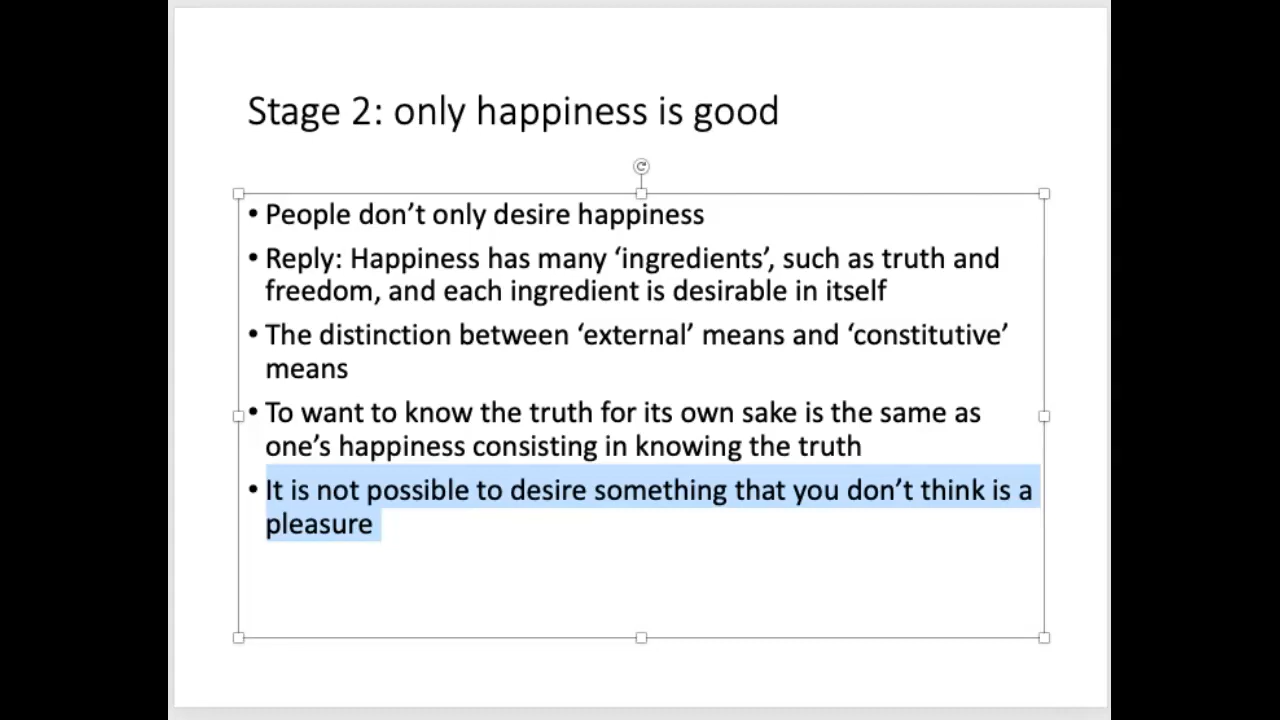 Stage 2: only happiness is good
• People don’t only desire happiness
• Reply: Happiness has many ‘ingredients’, such as truth and
freedom, and each ingredient is desirable in itself
• The distinction between ‘external’ means and ‘constitutive’
means
• To want to know the truth for its own sake is the same as
one’s happiness consisting in knowing the truth
• It is not possible to desire something that you don’t think is a
pleasure